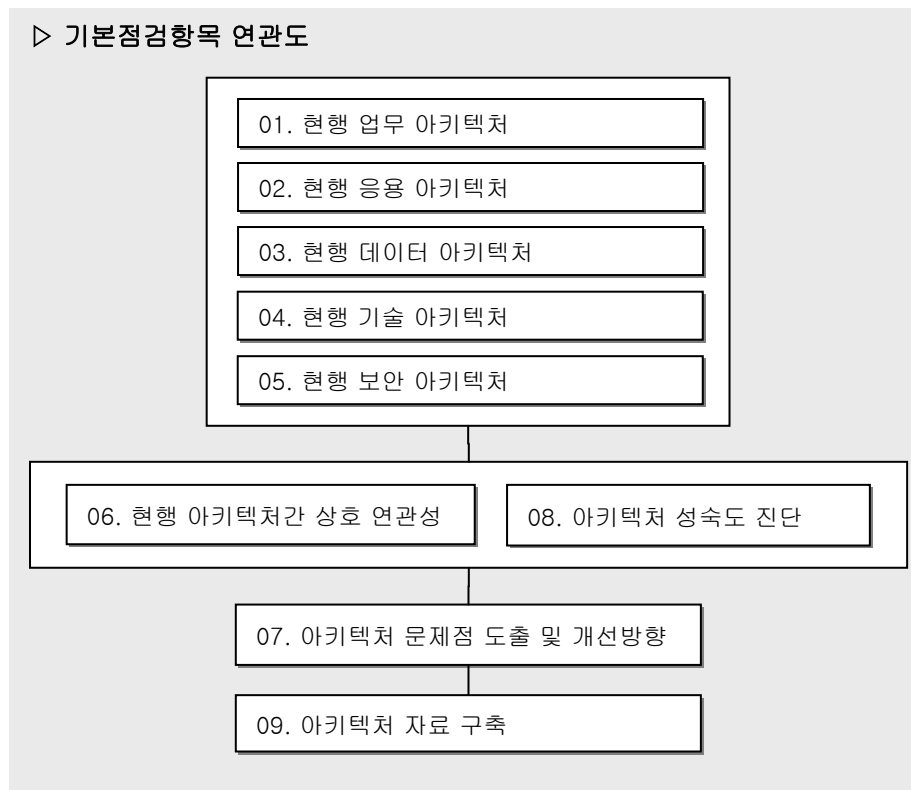 ▷ 기본점검항목 연관도
01. 현행 업무 아키텍처
02. 현행 응용 아키텍처
03. 현행 데이터 아키텍처
04. 현행 기술 아키텍처
05. 현행 보안 아키텍처
06. 현행 아키텍처간 상호 연관성
08. 아키텍처 성숙도 진단
07. 아키텍처 문제점 도출 및 개선방향
09. 아키텍처 자료 구축